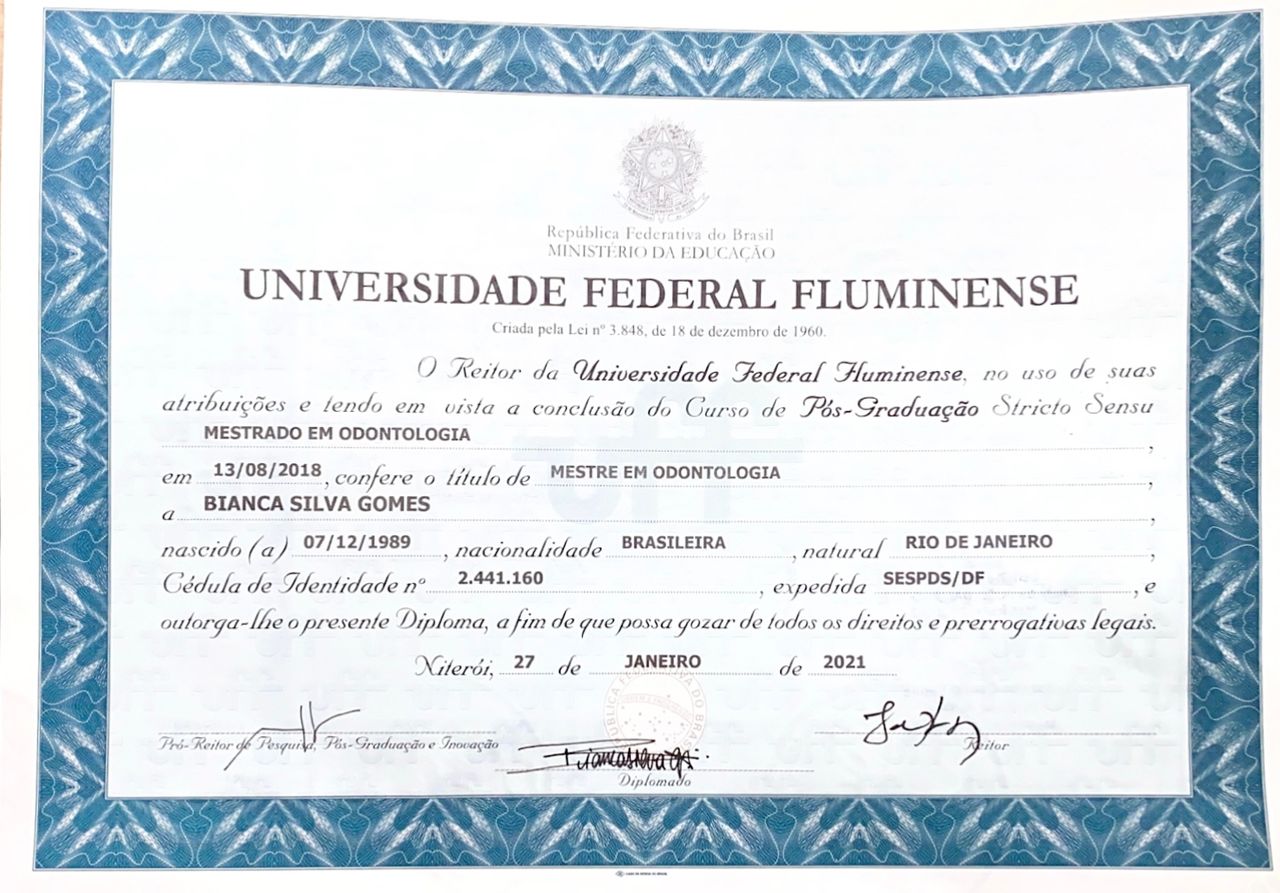 República Federativa do Brasil
MINISTÉRIO DA EDUCAÇÃO
UNIVERSIDADE FEDERAL FLUMINENSE
Criada pela Lei nº 3.848, de 18 de dezembro de 1960.
O Reitor da Universidade Federal Fluminense, no uso de suas
atribuições e tendo em vista a conclusão do Curso de Pós-Graduação Stricto Sensu
MESTRADO EM ODONTOLOGIA,
em 13/08/2018, confere o título de MESTRE EM ODONTOLOGIA,
a BIANCA SILVA GOMES,
nascido (a) 07/12/1989, nacionalidade BRASILEIRA, natural RIO DE JANEIRO,
Cédula de Identidade nº 2.441.160, expedida SESPDS/DF, e
outorga-lhe o presente Diploma, a fim de que possa gozar de todos os direitos e prerrogativas legais.
Niterói, 27 de JANEIRO de 2021
Pró-Reitor de Pesquisa, Pós-Graduação e Inovação
Reitor
Diplomado